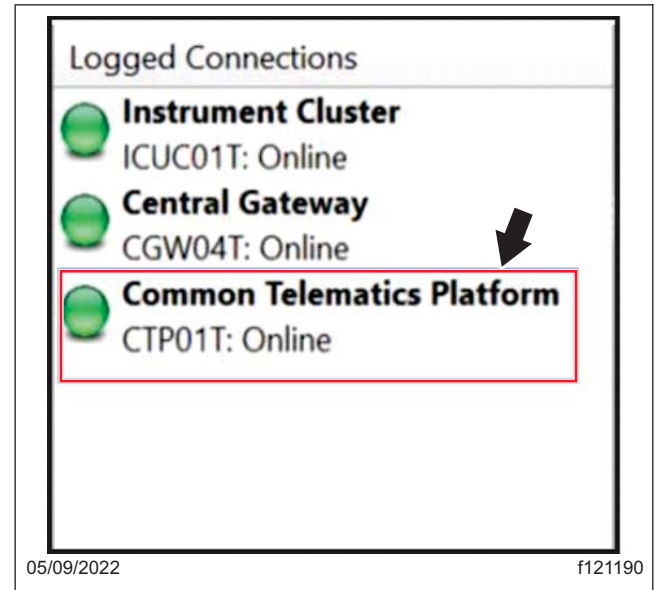 Logged Connections
Instrument Cluster
ICUC01T: Online
Central Gateway
CGW04T: Online
Common Telematics Platform
CTP01T: Online
05/09/2022
f121190